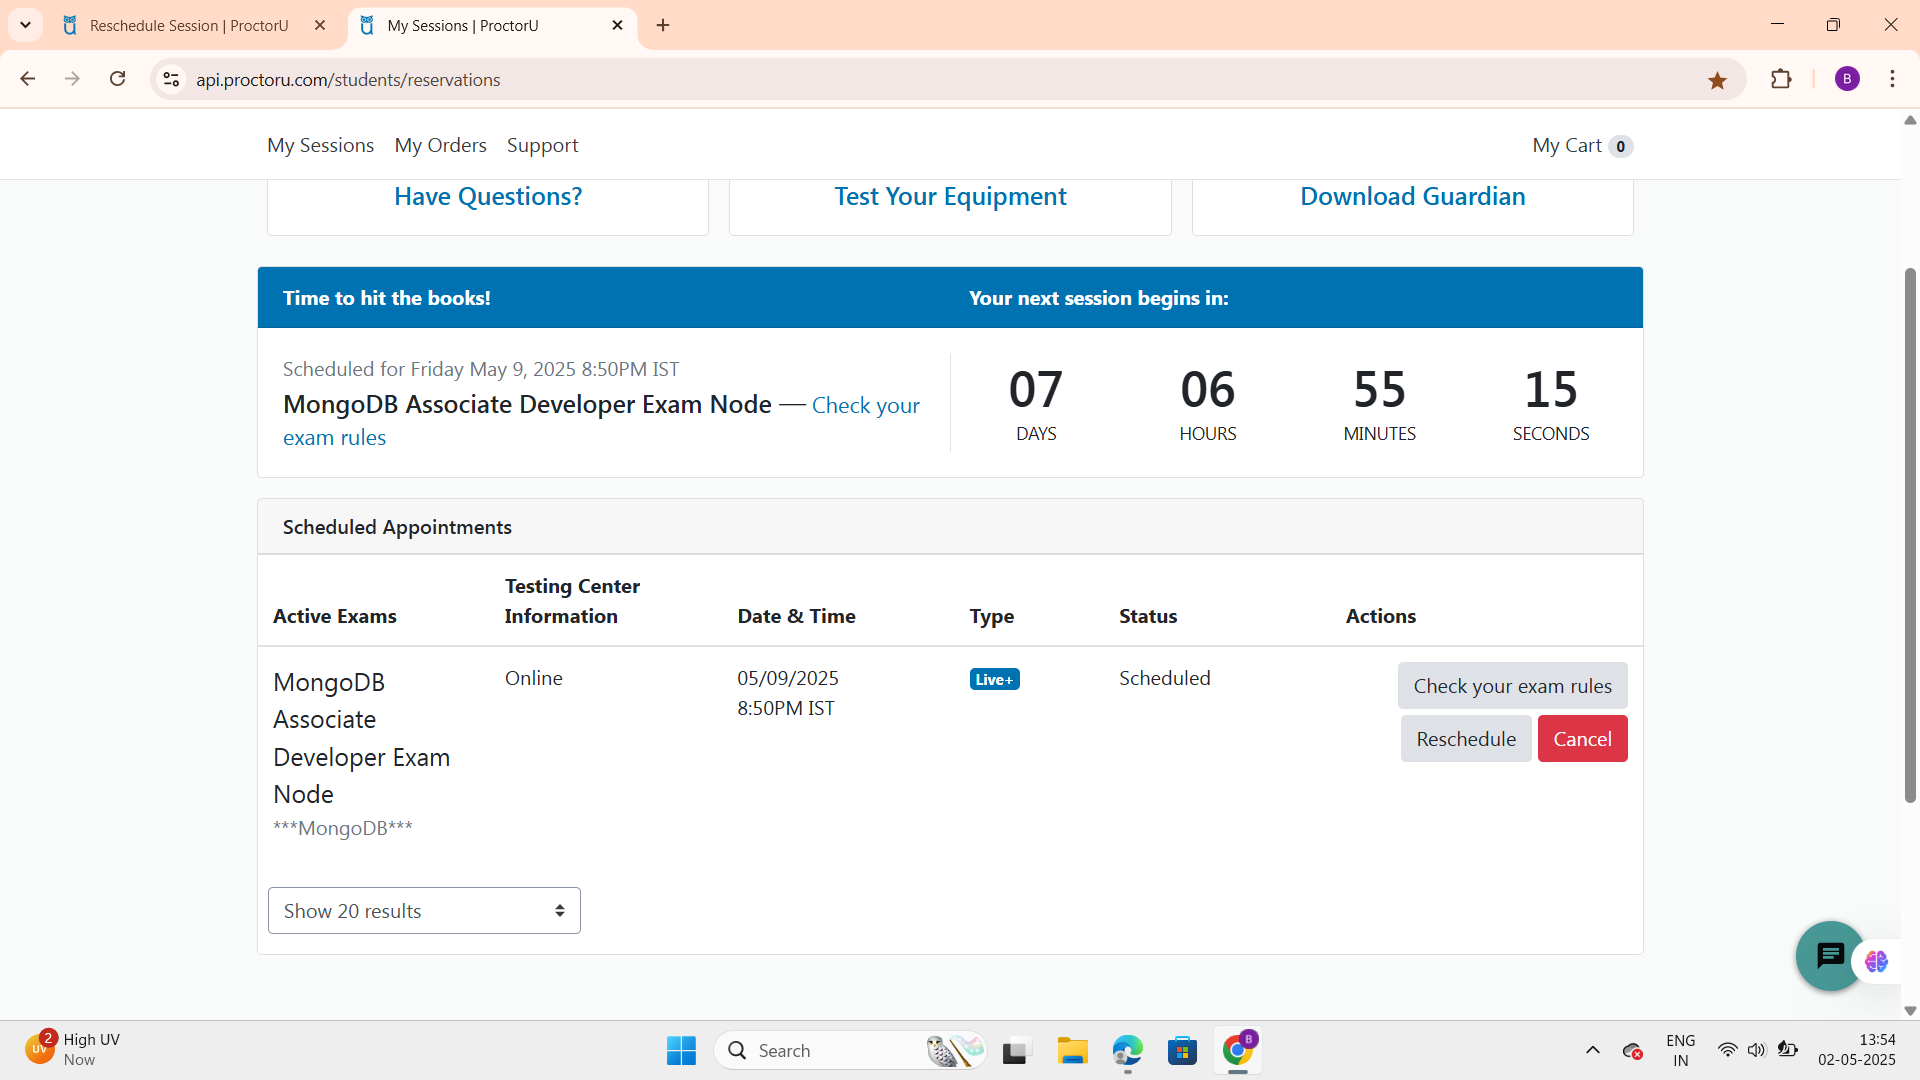 Reschedule Session | ProctorU
My Sessions | ProctorU
api.proctoru.com/students/reservations
B
My Sessions My Orders Support My Cart 0
Have Questions? Test Your Equipment Download Guardian
Time to hit the books! Your next session begins in:
Scheduled for Friday May 9, 2025 8:50PM IST
MongoDB Associate Developer Exam Node — Check your
exam rules
07 06 55 15
DAYS HOURS MINUTES SECONDS
Scheduled Appointments
Active Exams
Testing Center
Information
Date & Time
Type
Status
Actions
MongoDB
Associate
Developer Exam
Node
***MongoDB***
Online
05/09/2025
8:50PM IST
Live+
Scheduled
Check your exam rules
Reschedule Cancel
Show 20 results
UV
2
High UV
Now
Search
B
ENG
IN
13:54
02-05-2025